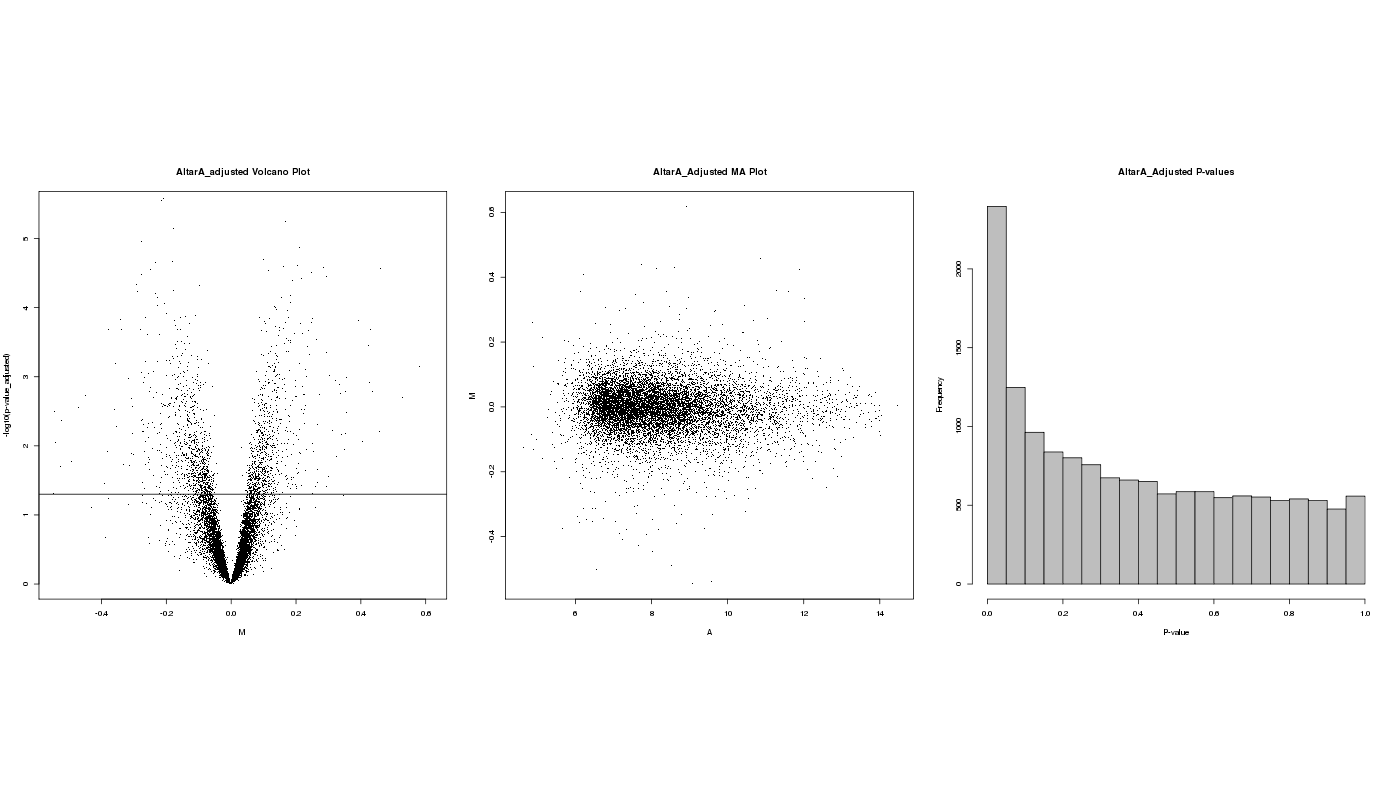 AltarA_adjusted Volcano Plot
-log10(p-value_adjusted)
0 1 2 3 4 5
-0.4 -0.2 0.0 0.2 0.4 0.6
M
AltarA_Adjusted MA Plot
M
-0.4 -0.2 0.0 0.2 0.4 0.6
6 8 10 12 14
A
AltarA_Adjusted P-values
Frequency
0 500 1000 1500 2000
0.0 0.2 0.4 0.6 0.8 1.0
P-value